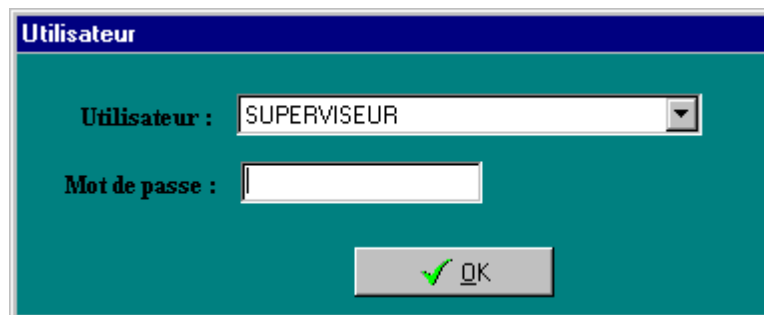 Utilisateur
Utilisateur : SUPERVISEUR
Mot de passe :
OK